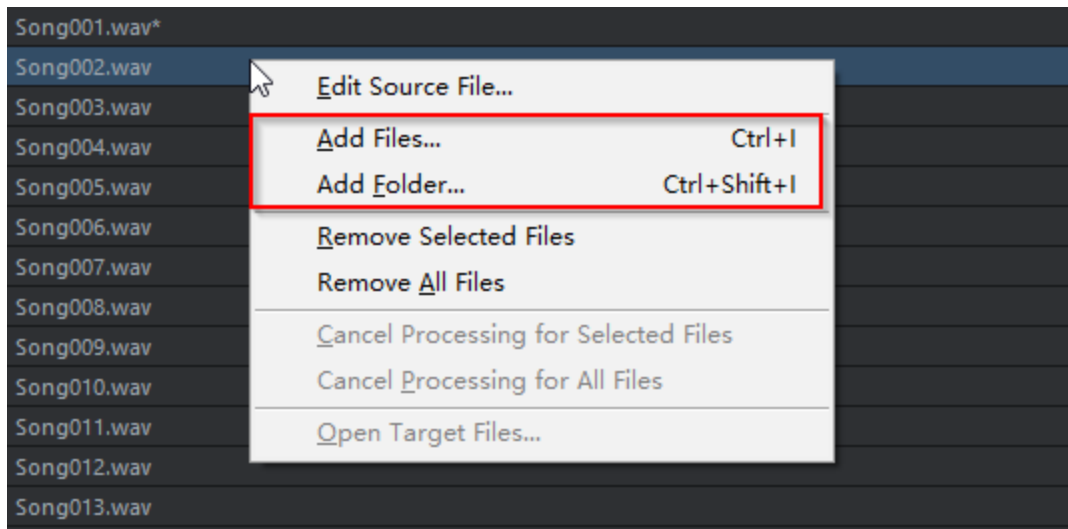 Song001.wav*
Song002.wav
Song003.wav
Song004.wav
Song005.wav
Song006.wav
Song007.wav
Song008.wav
Song009.wav
Song010.wav
Song011.wav
Song012.wav
Song013.wav
Edit Source File...
Add Files... Ctrl+I
Add Folder... Ctrl+Shift+I
Remove Selected Files
Remove All Files
Cancel Processing for Selected Files
Cancel Processing for All Files
Open Target Files...